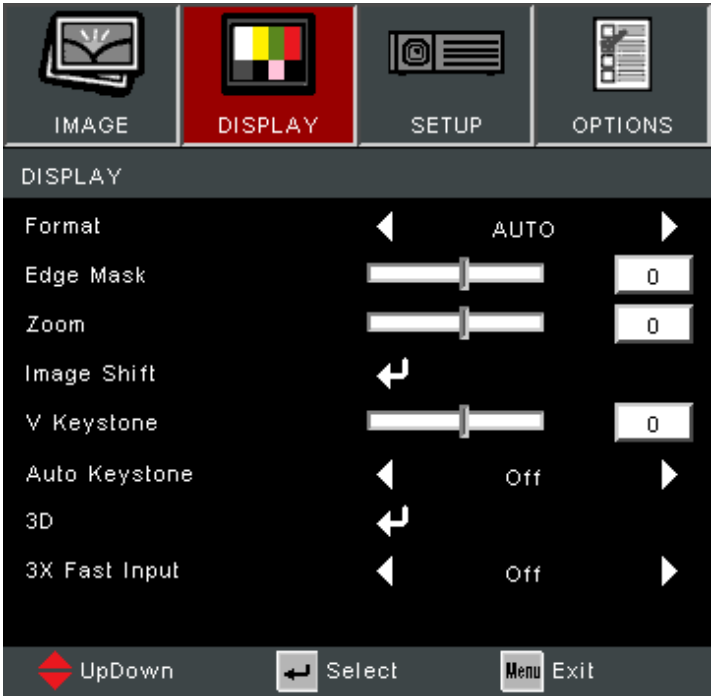 IMAGE DISPLAY SETUP OPTIONS
DISPLAY
Format AUTO
Edge Mask 0
Zoom 0
Image Shift
V Keystone 0
Auto Keystone Off
3D
3X Fast Input Off
UpDown Select Menu Exit